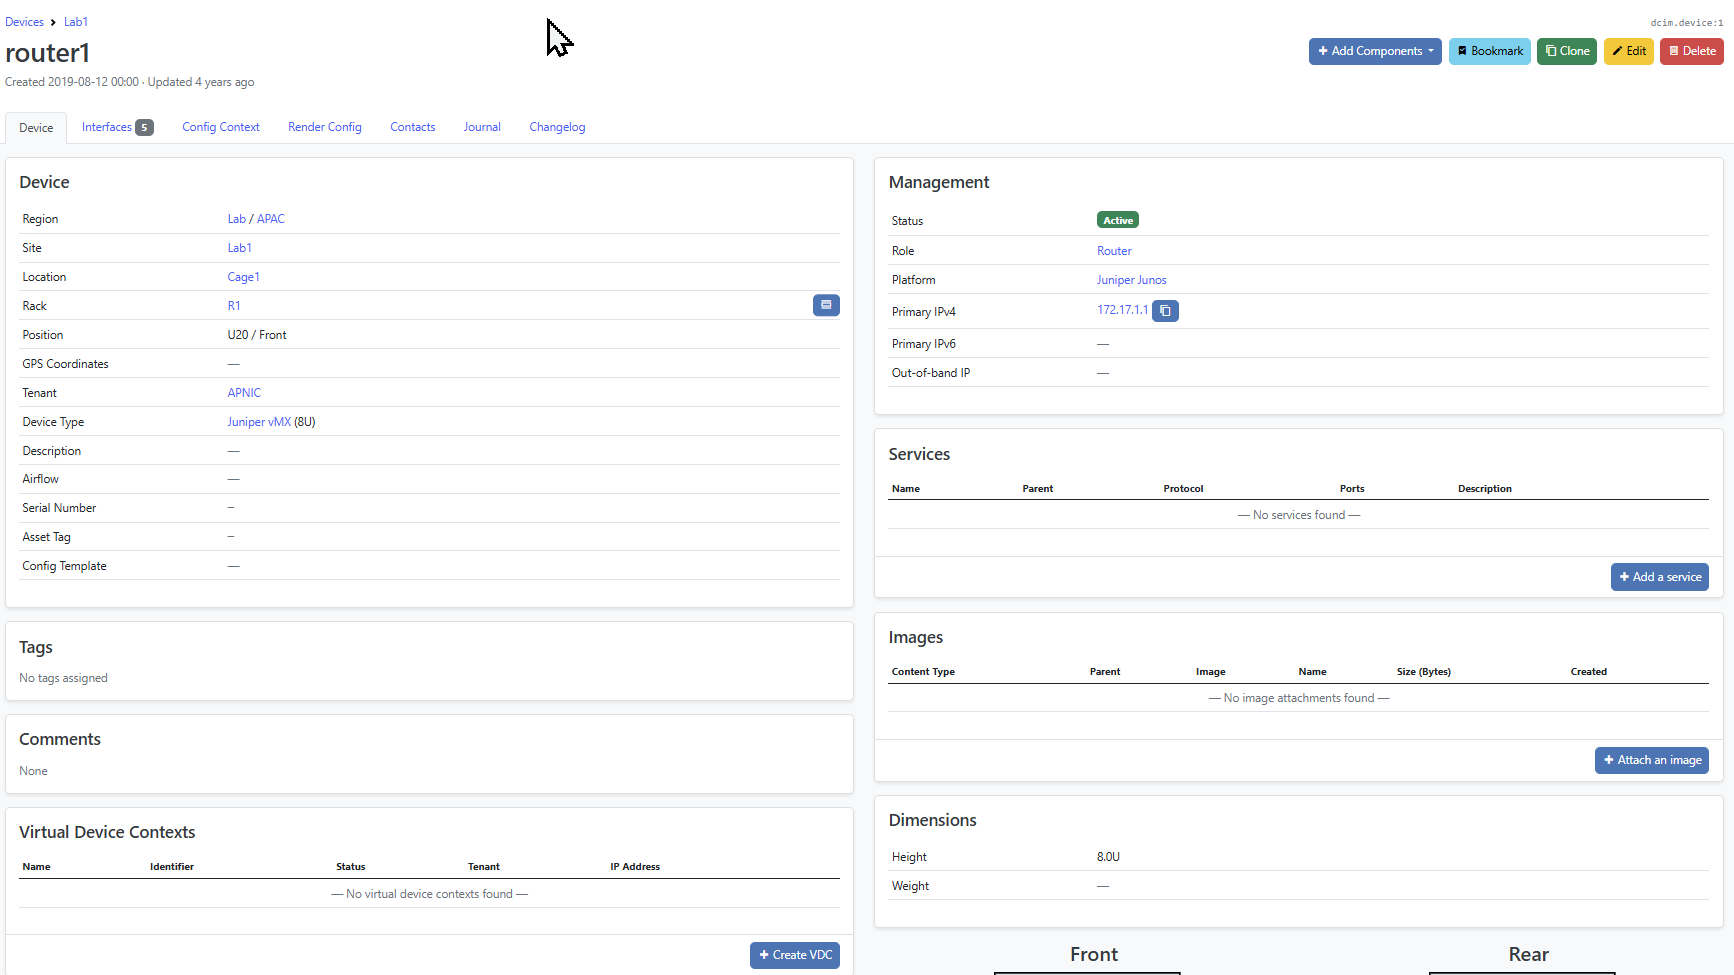 Devices > Lab1
dcim.device:1
router1
+ Add Components
Bookmark
Clone
Edit
Delete
Created 2019-08-12 00:00 · Updated 4 years ago
Device
Interfaces 5
Config Context
Render Config
Contacts
Journal
Changelog
Device
Region Lab / APAC
Site Lab1
Location Cage1
Rack R1
Position U20 / Front
GPS Coordinates —
Tenant APNIC
Device Type Juniper vMX (8U)
Description —
Airflow —
Serial Number –
Asset Tag –
Config Template —
Tags
No tags assigned
Comments
None
Virtual Device Contexts
Name Identifier Status Tenant IP Address
— No virtual device contexts found —
+ Create VDC
Management
Status Active
Role Router
Platform Juniper Junos
Primary IPv4 172.17.1.1
Primary IPv6 —
Out-of-band IP —
Services
Name Parent Protocol Ports Description
— No services found —
+ Add a service
Images
Content Type Parent Image Name Size (Bytes) Created
— No image attachments found —
+ Attach an image
Dimensions
Height 8.0U
Weight —
Front
Rear